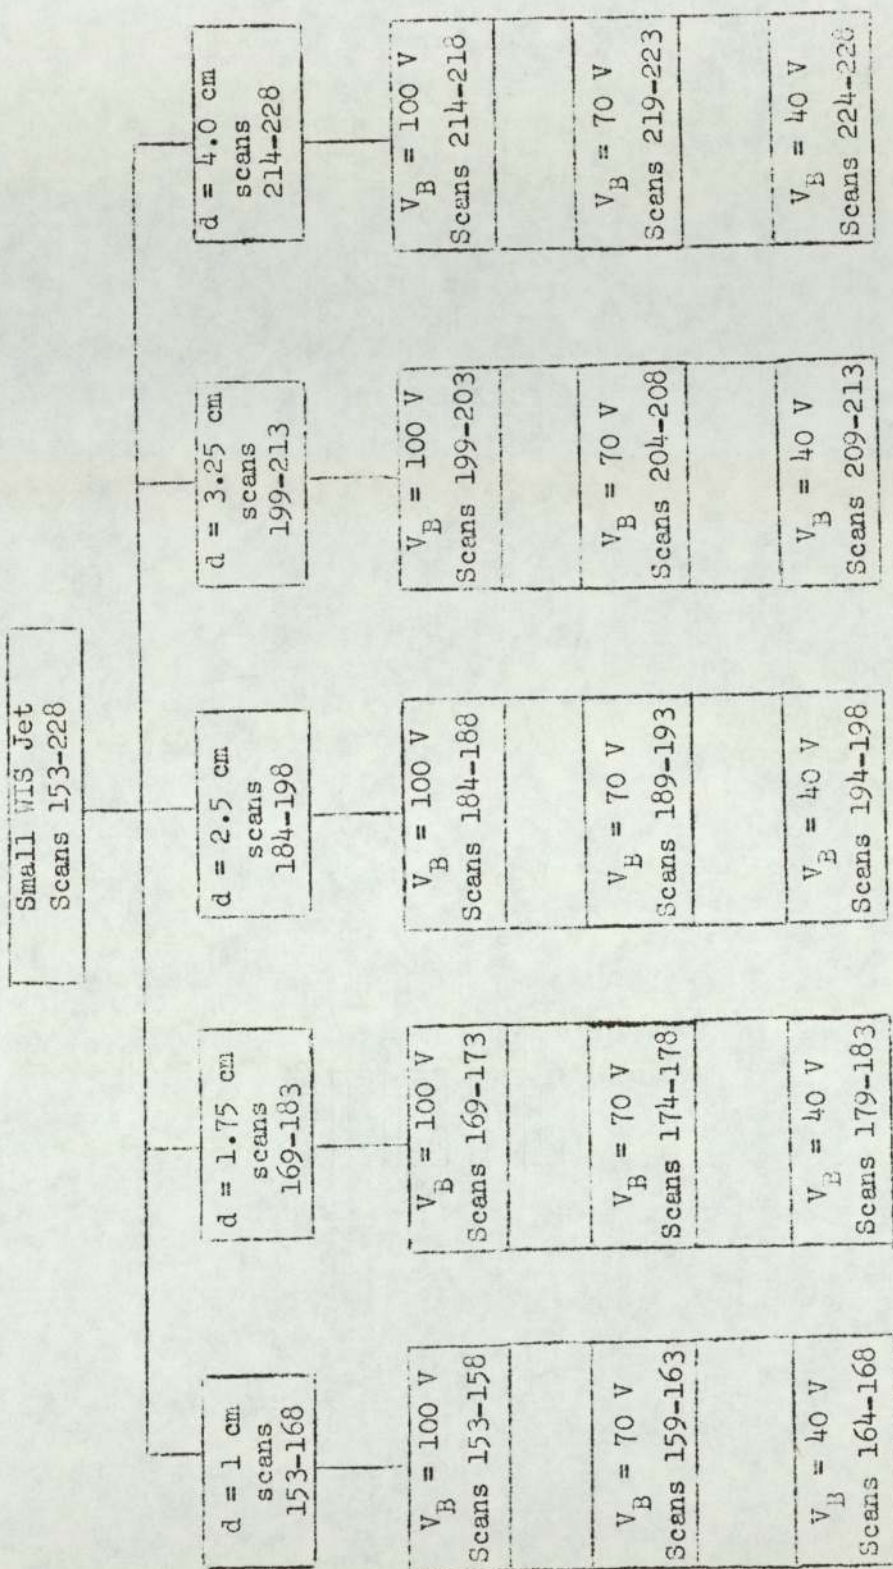 Small WIS Jet
Scans 153-228
d = 1 cm
scans
153-168
d = 1.75 cm
scans
169-183
d = 2.5 cm
scans
184-198
d = 3.25 cm
scans
199-213
d = 4.0 cm
scans
214-228
V_B = 100 V
Scans 153-158
V_B = 100 V
Scans 169-173
V_B = 100 V
Scans 184-188
V_B = 100 V
Scans 199-203
V_B = 100 V
Scans 214-218
V_B = 70 V
Scans 159-163
V_B = 70 V
Scans 174-178
V_B = 70 V
Scans 189-193
V_B = 70 V
Scans 204-208
V_B = 70 V
Scans 219-223
V_B = 40 V
Scans 164-168
V_B = 40 V
Scans 179-183
V_B = 40 V
Scans 194-198
V_B = 40 V
Scans 209-213
V_B = 40 V
Scans 224-228